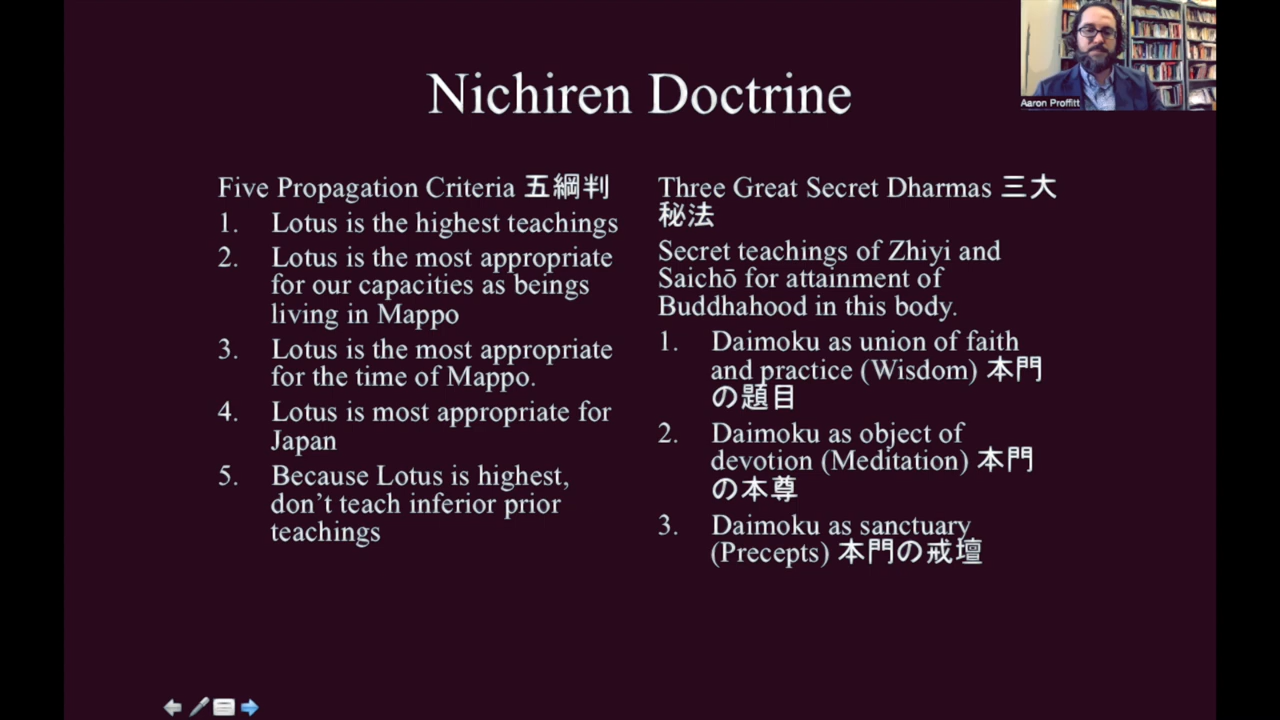 Aaron Proffitt
Nichiren Doctrine
Five Propagation Criteria 五綱判
1. Lotus is the highest teachings
2. Lotus is the most appropriate
for our capacities as beings
living in Mappo
3. Lotus is the most appropriate
for the time of Mappo.
4. Lotus is most appropriate for
Japan
5. Because Lotus is highest,
don’t teach inferior prior
teachings
Three Great Secret Dharmas 三大
秘法
Secret teachings of Zhiyi and
Saichō for attainment of
Buddhahood in this body.
1. Daimoku as union of faith
and practice (Wisdom) 本門
の題目
2. Daimoku as object of
devotion (Meditation) 本門
の本尊
3. Daimoku as sanctuary
(Precepts) 本門の戒壇